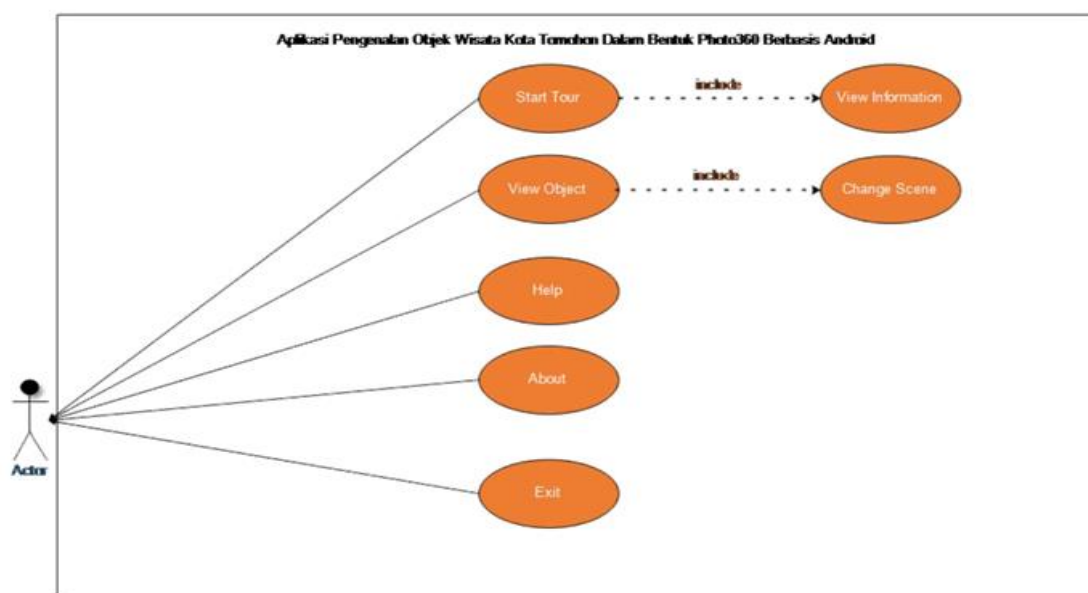 Aplikasi Pengenalan Objek Wisata Kota Tomohon Dalam Bentuk Photo360 Berbasis Android
Start Tour
include
View Information
View Object
include
Change Scene
Help
About
Actor
Exit